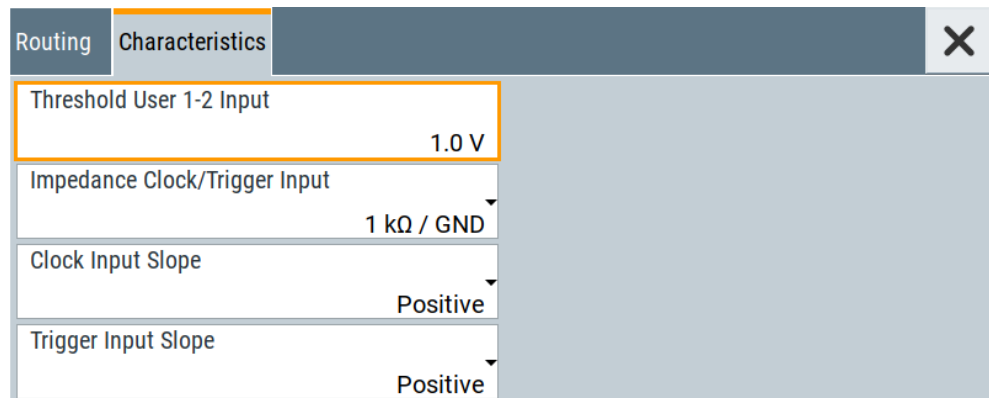 Routing Characteristics
Threshold User 1-2 Input
1.0 V
Impedance Clock/Trigger Input
1 kΩ / GND
Clock Input Slope
Positive
Trigger Input Slope
Positive